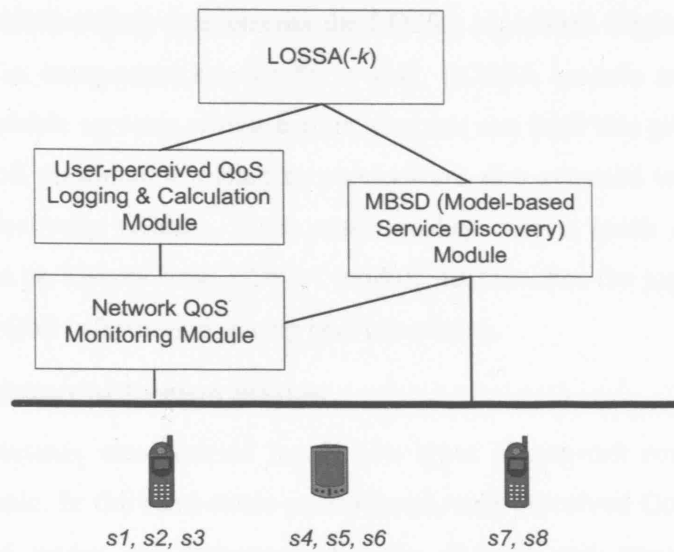 LOSSA(-k)
User-perceived QoS
Logging & Calculation
Module
MBSD (Model-based
Service Discovery)
Module
Network QoS
Monitoring Module
s1, s2, s3
s4, s5, s6
s7, s8